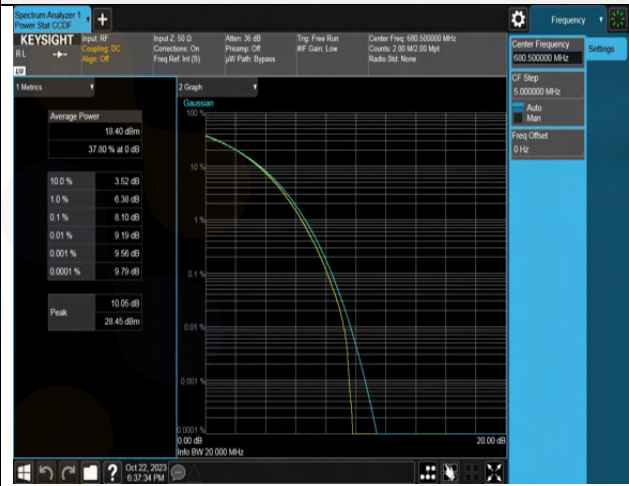 Spectrum Analyzer 1
Power Stat CCDF
+
Frequency
KEYSIGHT
RL
Input: RF
Coupling: DC
Align: Off
Input Z: 50 Ω
Corrections: On
Freq Ref: Int (S)
Atten: 36 dB
Preamp: Off
µW Path: Bypass
Trig: Free Run
#IF Gain: Low
Center Freq: 680.500000 MHz
Counts: 2.00 M/2.00 Mpt
Radio Std: None
Center Frequency
680.500000 MHz
Settings
CF Step
5.000000 MHz
Auto
Man
Freq Offset
0 Hz
1 Metrics
Average Power
18.40 dBm
37.80 % at 0 dB
10.0 % 3.52 dB
1.0 % 6.38 dB
0.1 % 8.10 dB
0.01 % 9.19 dB
0.001 % 9.56 dB
0.0001 % 9.79 dB
Peak
10.05 dB
28.45 dBm
2 Graph
Gaussian
100 %
10 %
1 %
0.1 %
0.01 %
0.001 %
0.0001 %
0.00 dB 20.00 dB
Info BW 20.000 MHz
? Oct 22, 2023
6:37:34 PM